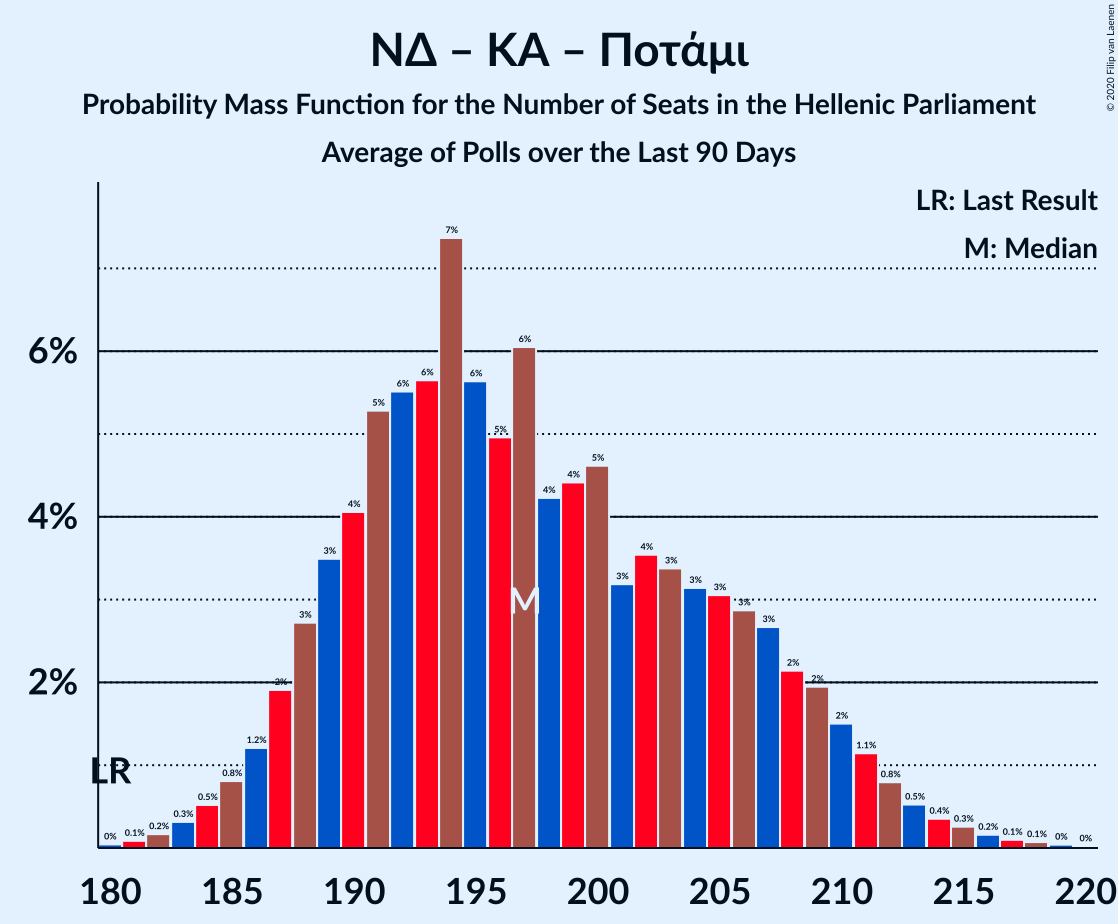 ΝΔ – ΚΑ – Ποτάμι
Probability Mass Function for the Number of Seats in the Hellenic Parliament
Average of Polls over the Last 90 Days
© 2020 Filip van Laenen
LR: Last Result
M: Median
6%
4%
2%
LR
M
0% 0.1% 0.2% 0.3% 0.5% 0.8% 1.2% 2% 3% 3% 4% 5% 6% 6% 7% 6% 5% 6% 4% 4% 5% 3% 4% 3% 3% 3% 3% 3% 2% 2% 2% 1.1% 0.8% 0.5% 0.4% 0.3% 0.2% 0.1% 0.1% 0% 0%
180 185 190 195 200 205 210 215 220